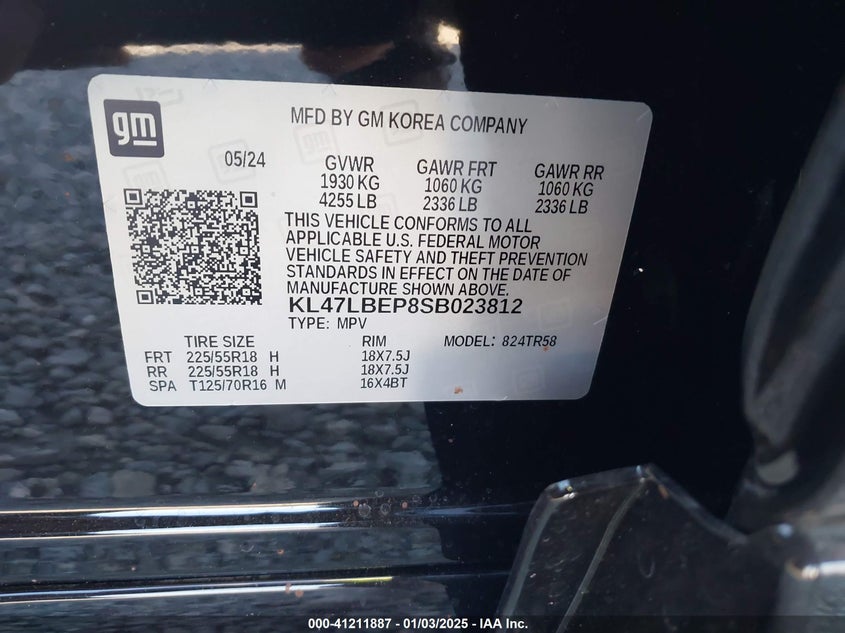 gm
MFD BY GM KOREA COMPANY
05/24
GVWR GAWR FRT GAWR RR
1930 KG 1060 KG 1060 KG
4255 LB 2336 LB 2336 LB
THIS VEHICLE CONFORMS TO ALL
APPLICABLE U.S. FEDERAL MOTOR
VEHICLE SAFETY AND THEFT PREVENTION
STANDARDS IN EFFECT ON THE DATE OF
MANUFACTURE SHOWN ABOVE.
KL47LBEP8SB023812
TYPE: MPV
TIRE SIZE RIM MODEL: 824TR58
FRT 225/55R18 H 18X7.5J
RR 225/55R18 H 18X7.5J
SPA T125/70R16 M 16X4BT
000-41211887 - 01/03/2025 - IAA Inc.